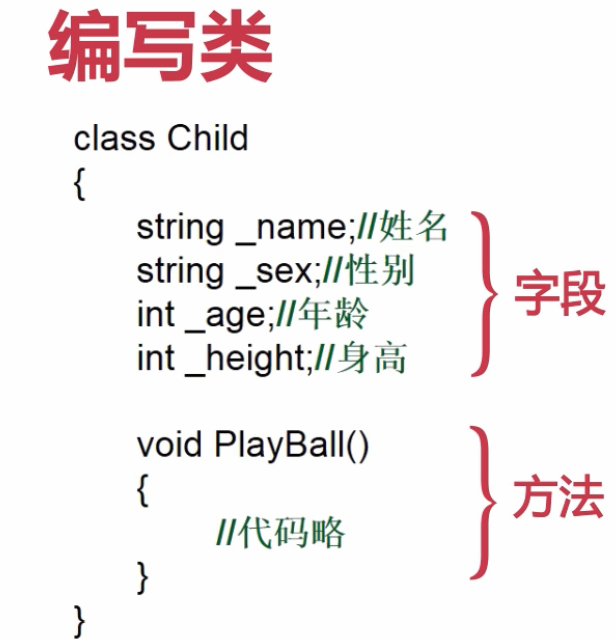 编写类
class Child
{
string _name;//姓名
string _sex;//性别
int _age;//年龄
int _height;//身高
字段
void PlayBall()
{
//代码略
}
方法
}